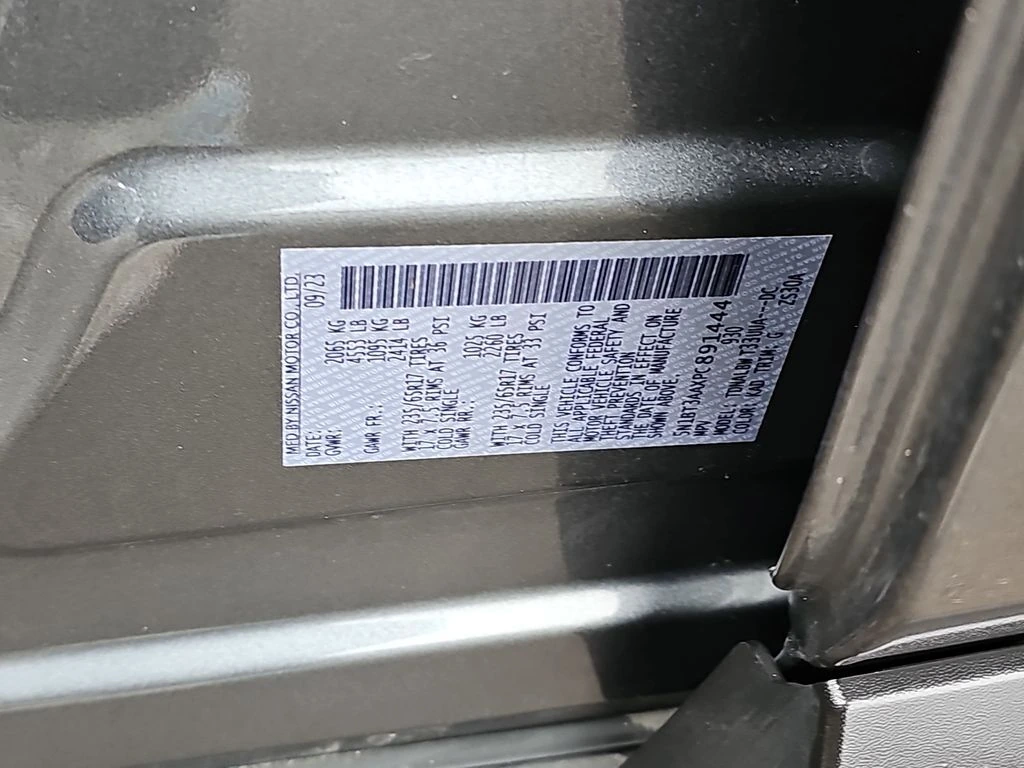 MFD BY NISSAN MOTOR CO.,LTD.
DATE: 09/23
GVWR: 2065 KG
4553 LB
GAWR FR.: 1095 KG
2414 LB
WITH 235/65R17 TIRES
17 X 7.5 RIMS AT 36 PSI
COLD SINGLE
GAWR RR.: 1025 KG
2260 LB
WITH 235/65R17 TIRES
17 X 7.5 RIMS AT 33 PSI
COLD SINGLE
THIS VEHICLE CONFORMS TO
ALL APPLICABLE FEDERAL
MOTOR VEHICLE SAFETY AND
THEFT PREVENTION
STANDARDS IN EFFECT ON
THE DATE OF MANUFACTURE
SHOWN ABOVE.
5N1BT3AAXPC891444
MPV 930
MODEL:
COLOR: KAD TRIM: G ZS30A